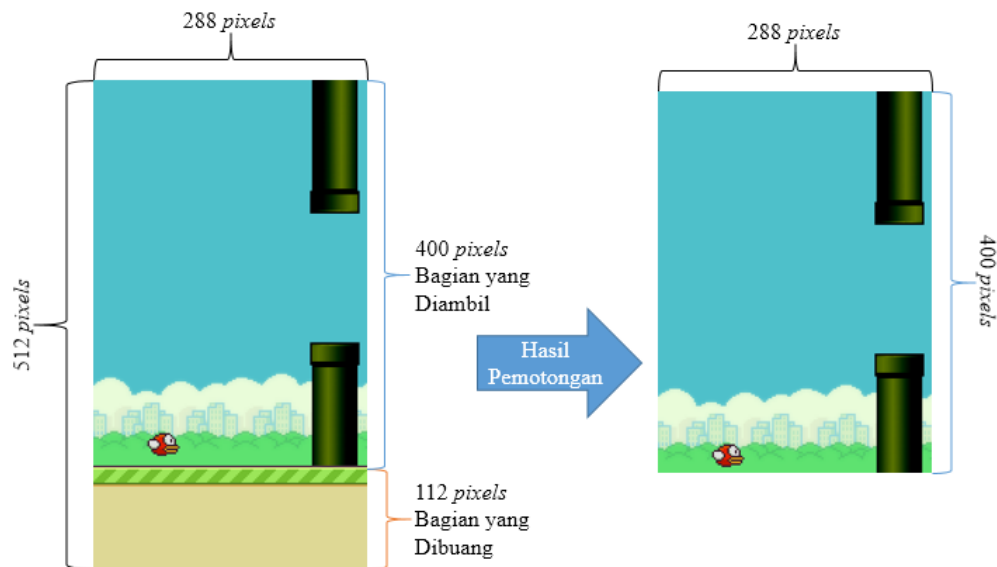 288 pixels
512 pixels
400 pixels
Bagian yang
Diambil
112 pixels
Bagian yang
Dibuang
Hasil
Pemotongan
288 pixels
400 pixels